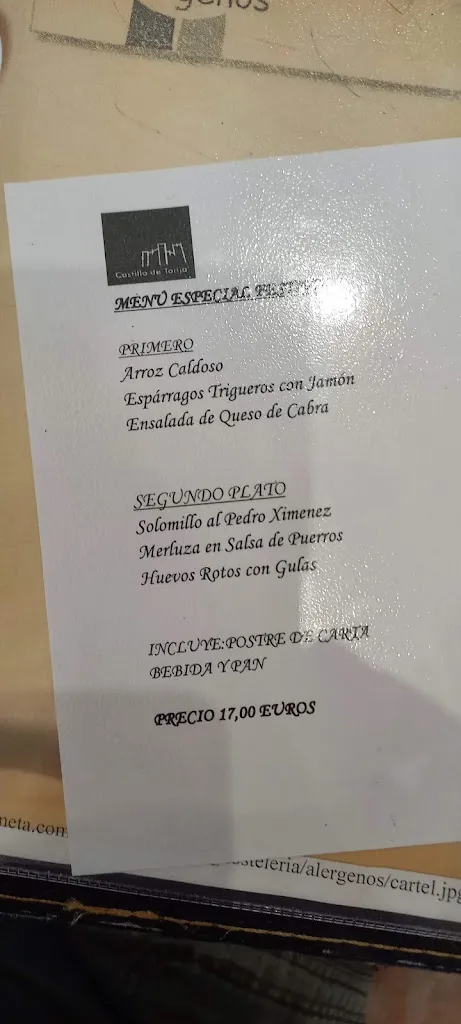 genos
Castillo de Torija
MENÚ ESPECIAL
PRIMERO
Arroz Caldoso
Espárragos Trigueros con Jamón
Ensalada de Queso de Cabra
SEGUNDO PLATO
Solomillo al Pedro Ximenez
Merluza en Salsa de Puerros
Huevos Rotos con Gulas
INCLUYE:POSTRE DE CARTA
BEBIDA Y PAN
PRECIO 17,00 EUROS
neta.com
osteleria/alergenos/cartel.jpg